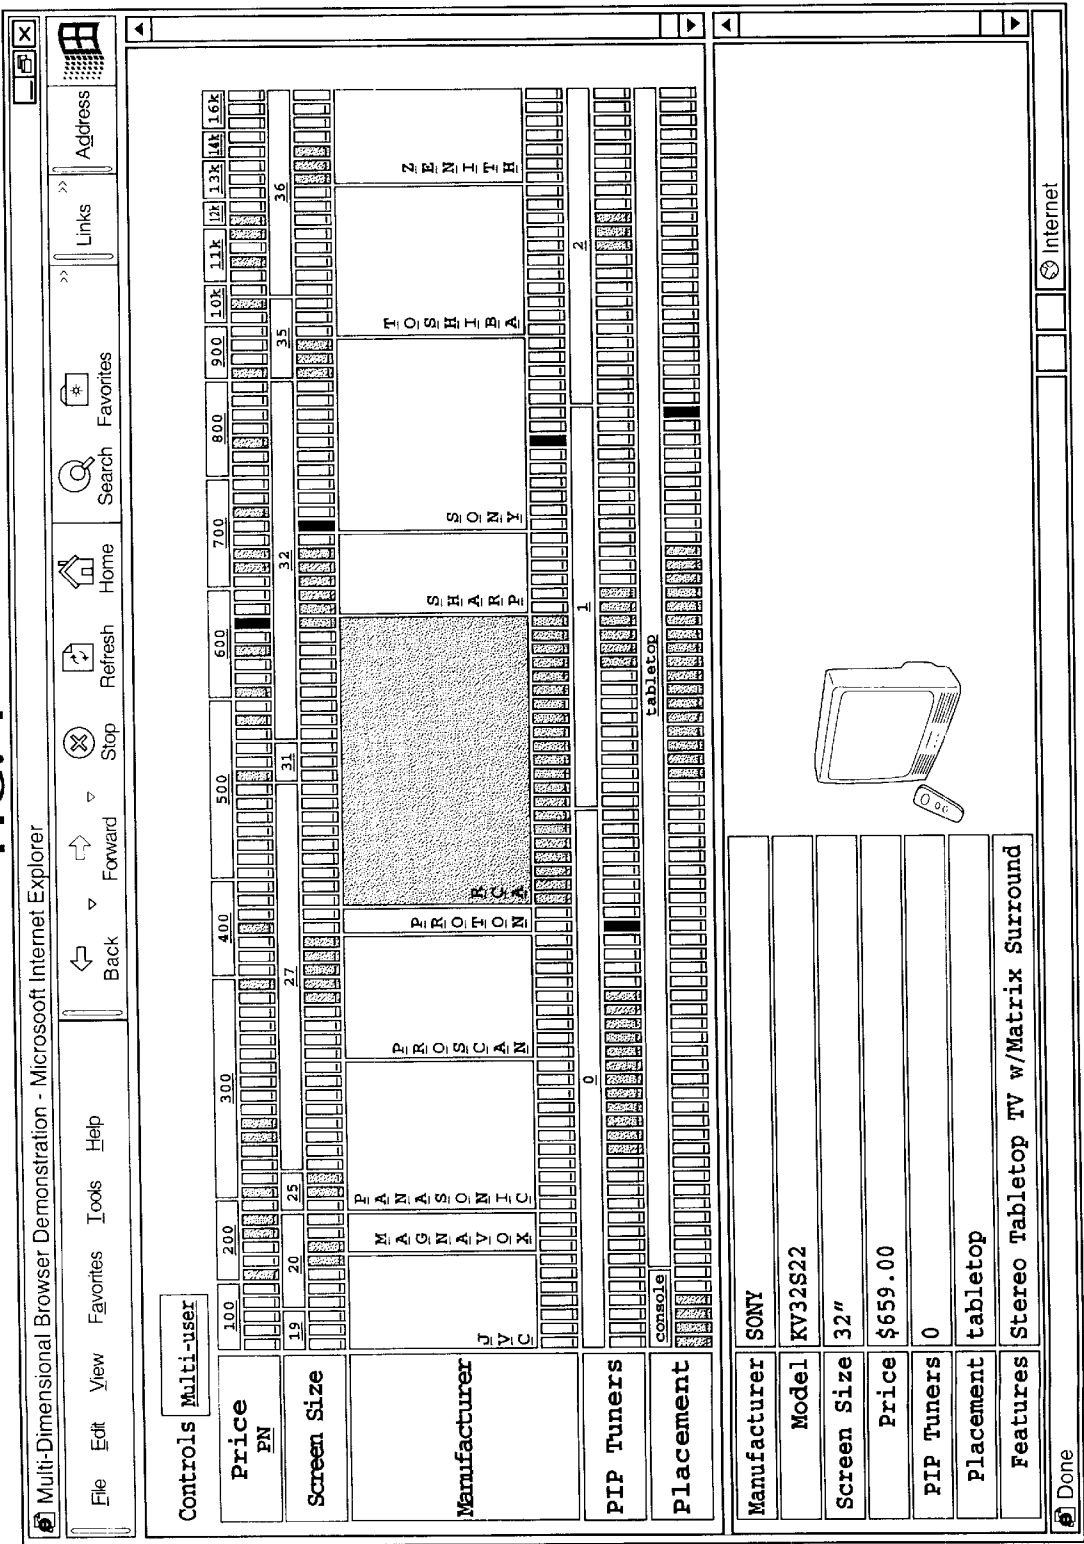 Multi-Dimensional Browser Demonstration - Microsooft Internet Explorer
File Edit View Favorites Tools Help
Back Forward Stop Refresh Home Search Favorites >> Links >> Address
Controls Multi-user
Price PN
100 200 300 400 500 600 700 800 900 10k 11k 12k 13k 14k 16k
Screen Size
19 20 25 27 31 32 35 36
Manufacturer
JVC MAGNAVOX PANASONIC PROSCAN PROTON RCA SHARP SONY TOSHIBA ZENITH
PIP Tuners
0 1 2
Placement
console tabletop
Manufacturer SONY
Model KV32S22
Screen Size 32"
Price $659.00
PIP Tuners 0
Placement tabletop
Features Stereo Tabletop TV w/Matrix Surround
Done Internet